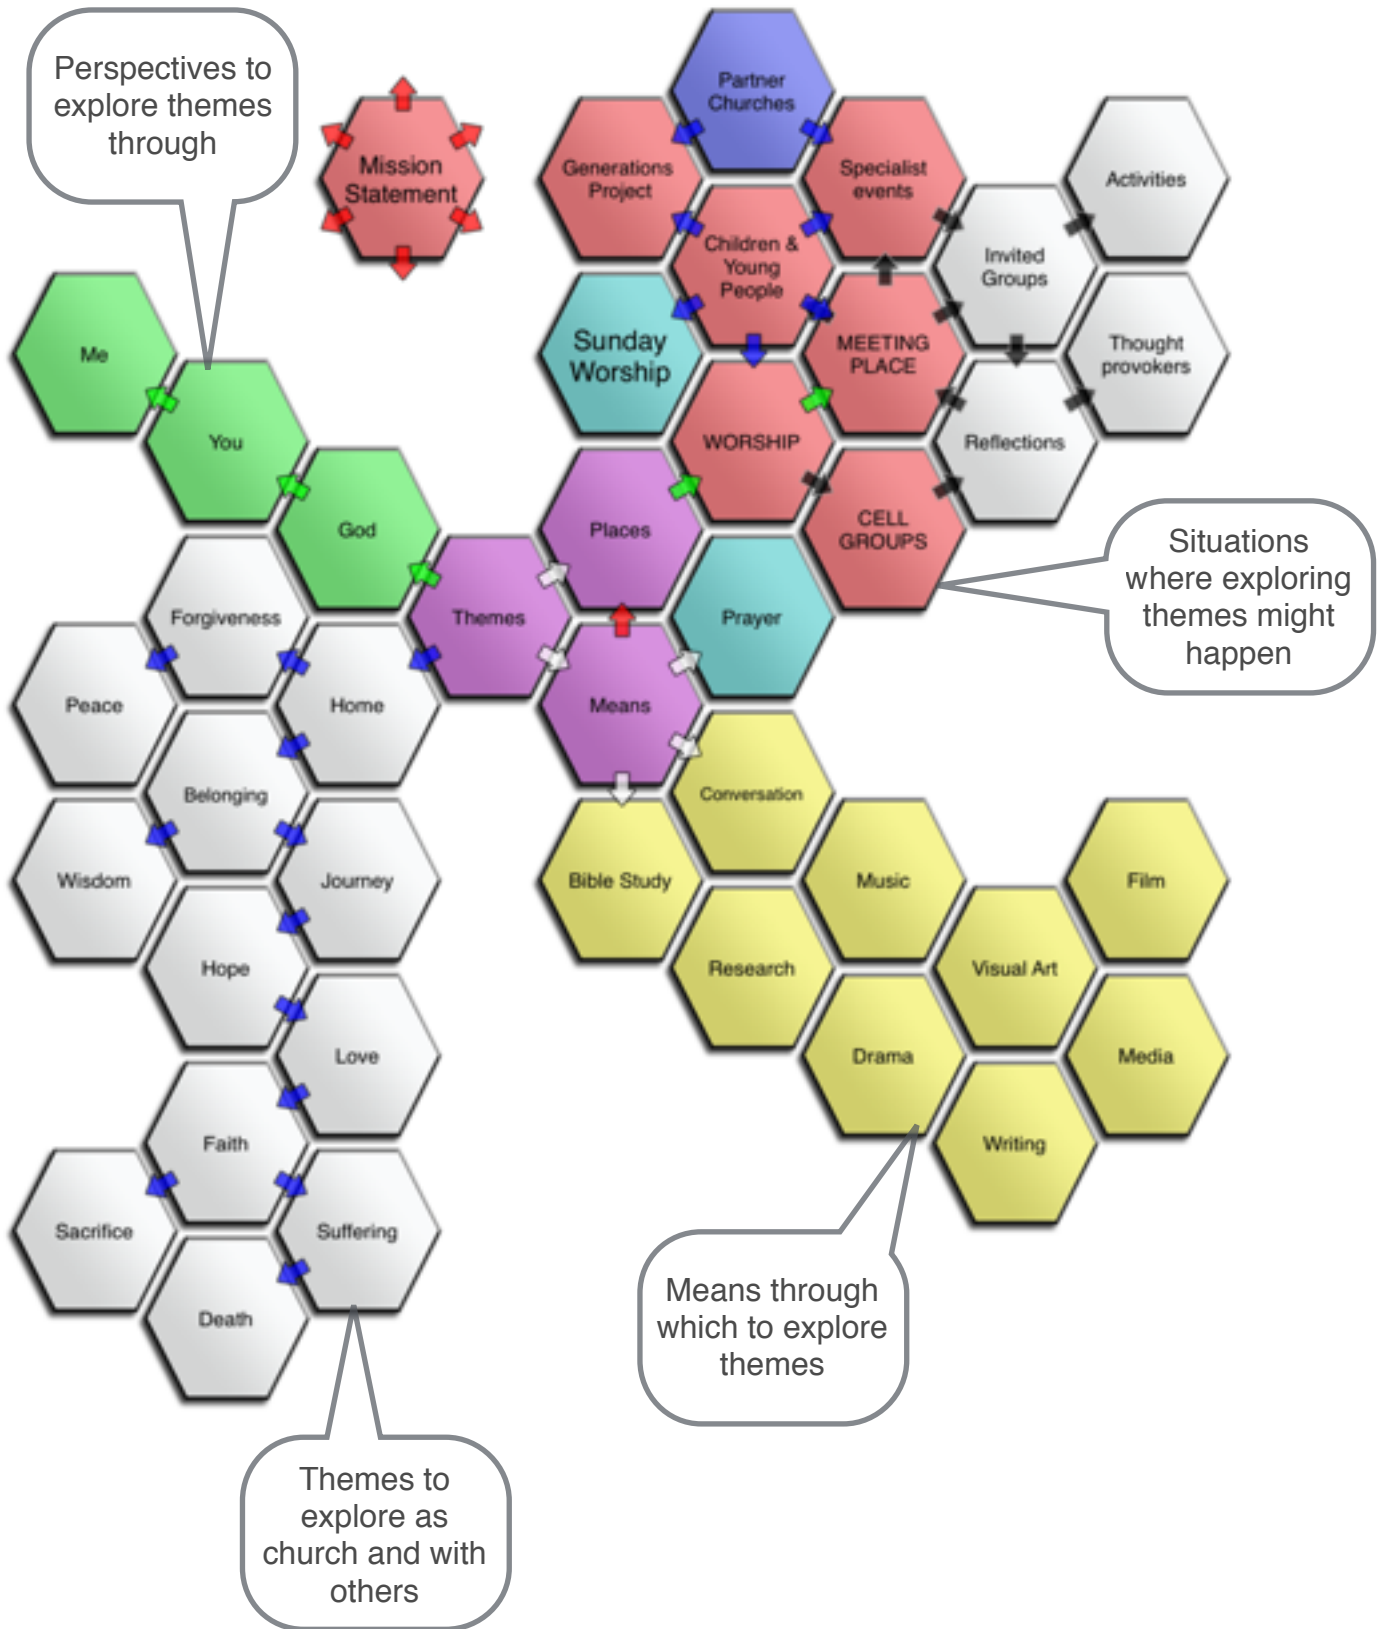 Perspectives to
explore themes
through
Mission
Statement
Partner
Churches
Generations
Project
Specialist
events
Activities
Children &
Young
People
Invited
Groups
Me
Sunday
Worship
MEETING
PLACE
Thought
provokers
You
WORSHIP
Reflections
God
Places
CELL
GROUPS
Situations
where exploring
themes might
happen
Forgiveness
Themes
Prayer
Peace
Home
Means
Belonging
Conversation
Wisdom
Journey
Bible Study
Music
Film
Hope
Research
Visual Art
Love
Drama
Media
Faith
Writing
Sacrifice
Suffering
Death
Means through
which to explore
themes
Themes to
explore as
church and with
others